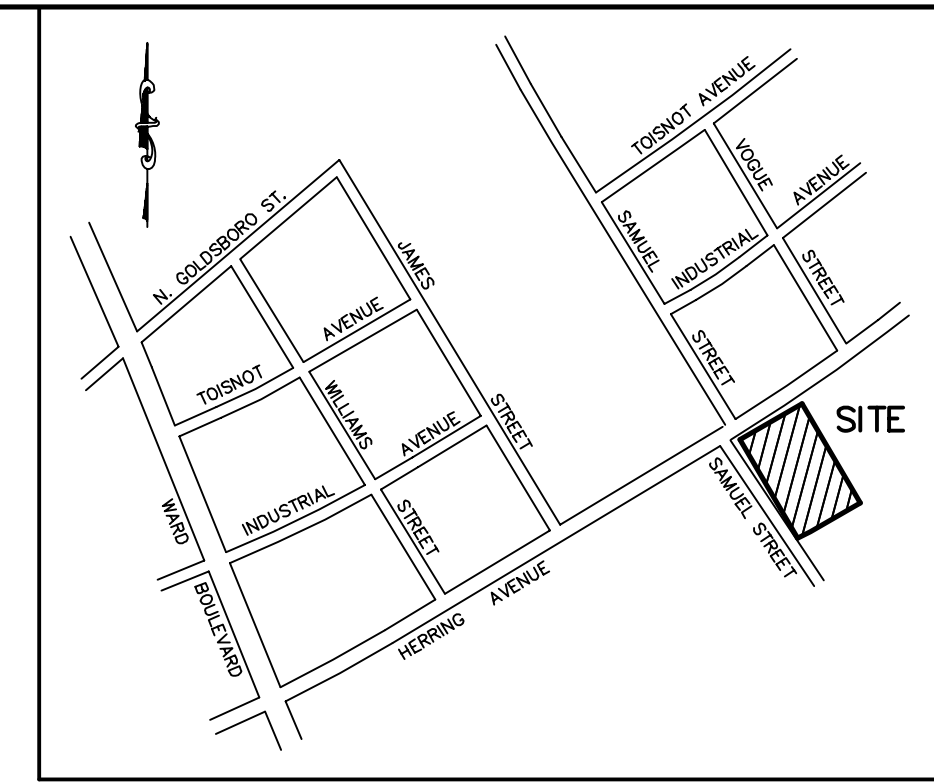 TOISNOT AVENUE
VOGUE
STREET
AVENUE
INDUSTRIAL
SAMUEL
STREET
N. GOLDSBORO ST.
JAMES
STREET
AVENUE
TOISNOT
WILLIAMS
STREET
AVENUE
INDUSTRIAL
WARD
BOULEVARD
HERRING AVENUE
SAMUEL STREET
SITE